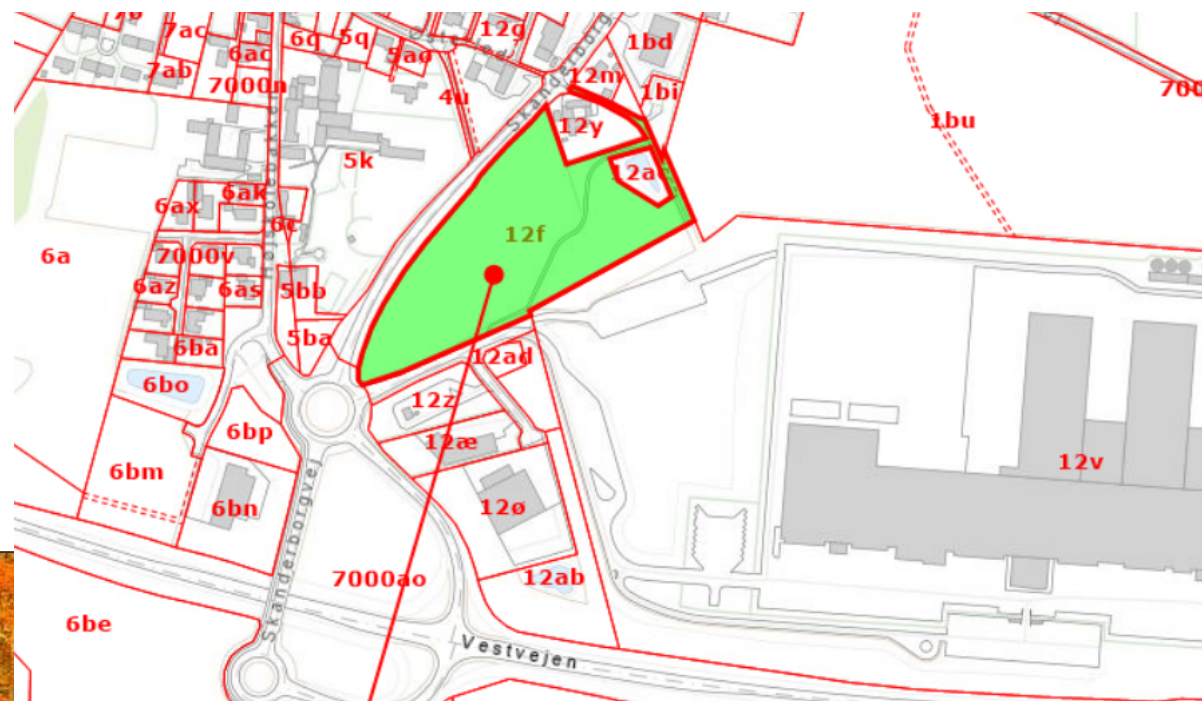 7ac
6q
5q
12g
1bd
6ac
5ao
7ab
7000n
4u
12m
1bi
700
Skanderborg
12y
1bu
5k
12a
6ak
6ax
6c
12f
6a
7000v
6az
6as
5bb
5ba
6ba
12ad
6bo
12z
6bp
12æ
6bm
12v
6bn
12ø
Skanderborgvej
7000ao
12ab
6be
Vestvejen